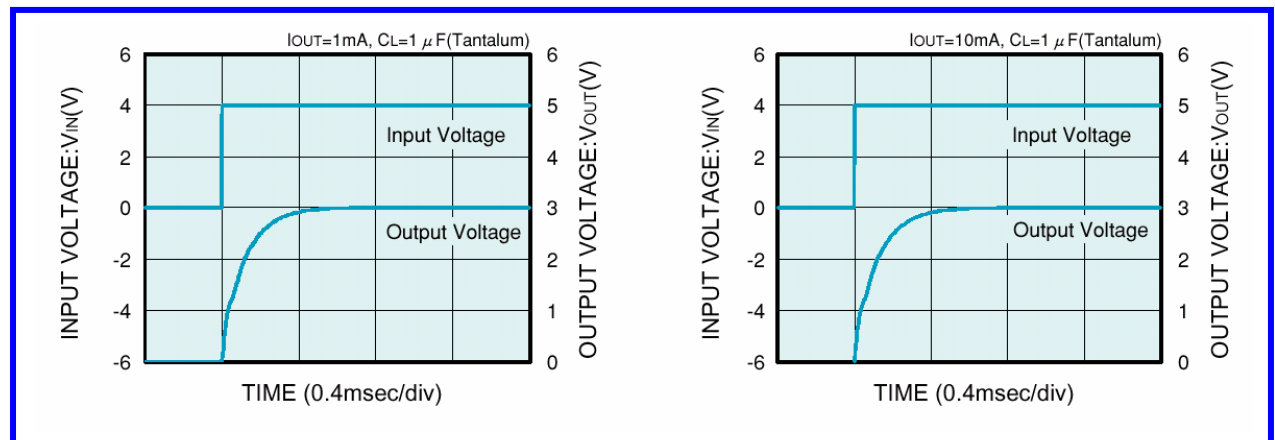 IOUT=1mA, CL=1 μF(Tantalum)
INPUT VOLTAGE:VIN(V)
6
4
2
0
-2
-4
-6
Input Voltage
Output Voltage
6
5
4
3
2
1
0
OUTPUT VOLTAGE:VOUT(V)
TIME (0.4msec/div)
IOUT=10mA, CL=1 μF(Tantalum)
INPUT VOLTAGE:VIN(V)
6
4
2
0
-2
-4
-6
Input Voltage
Output Voltage
6
5
4
3
2
1
0
OUTPUT VOLTAGE:VOUT(V)
TIME (0.4msec/div)